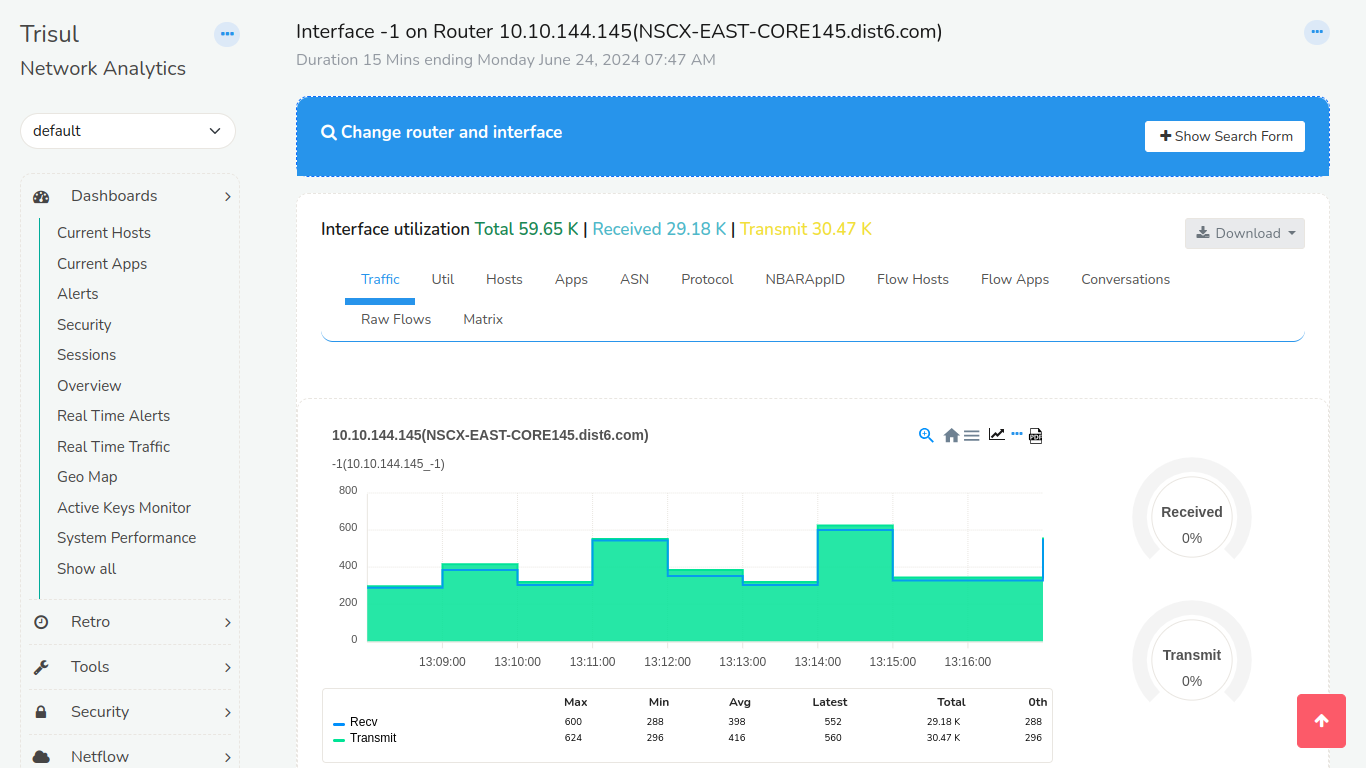 Trisul
Network Analytics
default
Dashboards
Current Hosts
Current Apps
Alerts
Security
Sessions
Overview
Real Time Alerts
Real Time Traffic
Geo Map
Active Keys Monitor
System Performance
Show all
Retro
Tools
Security
Netflow
Interface -1 on Router 10.10.144.145(NSCX-EAST-CORE145.dist6.com)
Duration 15 Mins ending Monday June 24, 2024 07:47 AM
Change router and interface
Show Search Form
Interface utilization Total 59.65 K | Received 29.18 K | Transmit 30.47 K
Download
Traffic Util Hosts Apps ASN Protocol NBARAppID Flow Hosts Flow Apps Conversations
Raw Flows Matrix
10.10.144.145(NSCX-EAST-CORE145.dist6.com)
PDF
-1(10.10.144.145_-1)
800
600
400
200
0
13:09:00 13:10:00 13:11:00 13:12:00 13:13:00 13:14:00 13:15:00 13:16:00
Max Min Avg Latest Total 0th
Recv 600 288 398 552 29.18 K 288
Transmit 624 296 416 560 30.47 K 296
Received
0%
Transmit
0%